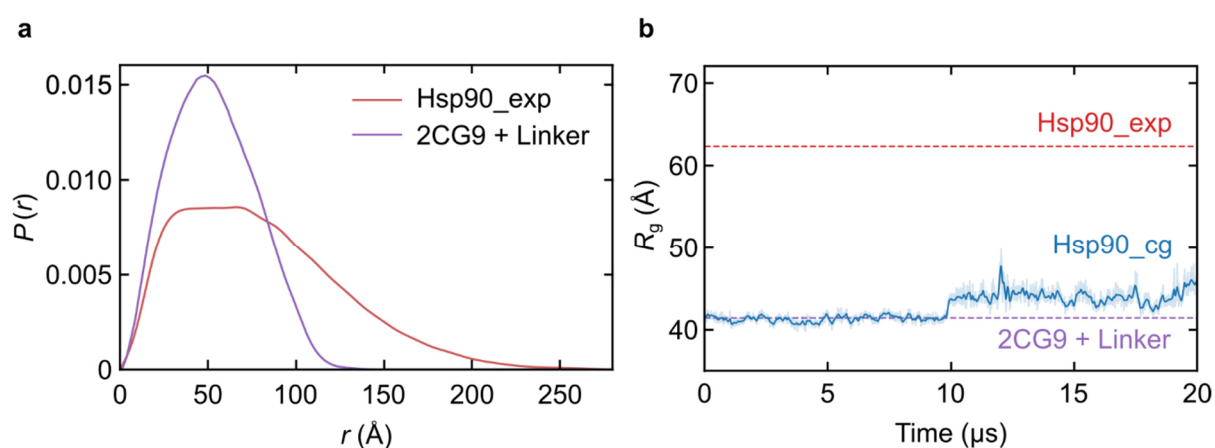 a
P(r)
0.015
0.010
0.005
0
0
50
100
150
200
250
r (Å)
Hsp90_exp
2CG9 + Linker
b
Rg (Å)
70
60
50
40
0
5
10
15
20
Time (µs)
Hsp90_exp
Hsp90_cg
2CG9 + Linker